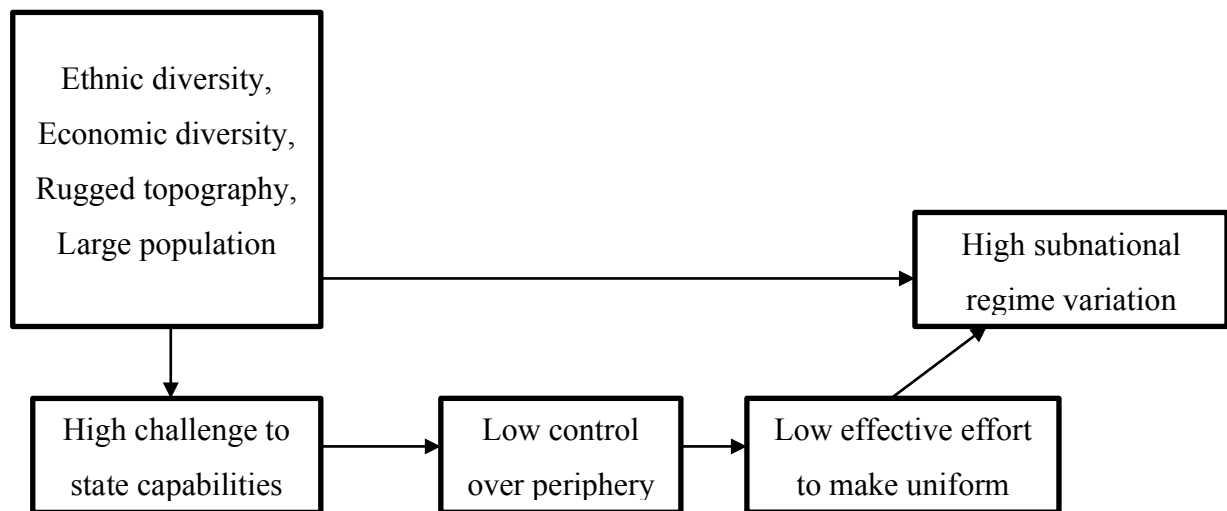 Ethnic diversity,
Economic diversity,
Rugged topography,
Large population
High subnational
regime variation
High challenge to
state capabilities
Low control
over periphery
Low effective effort
to make uniform